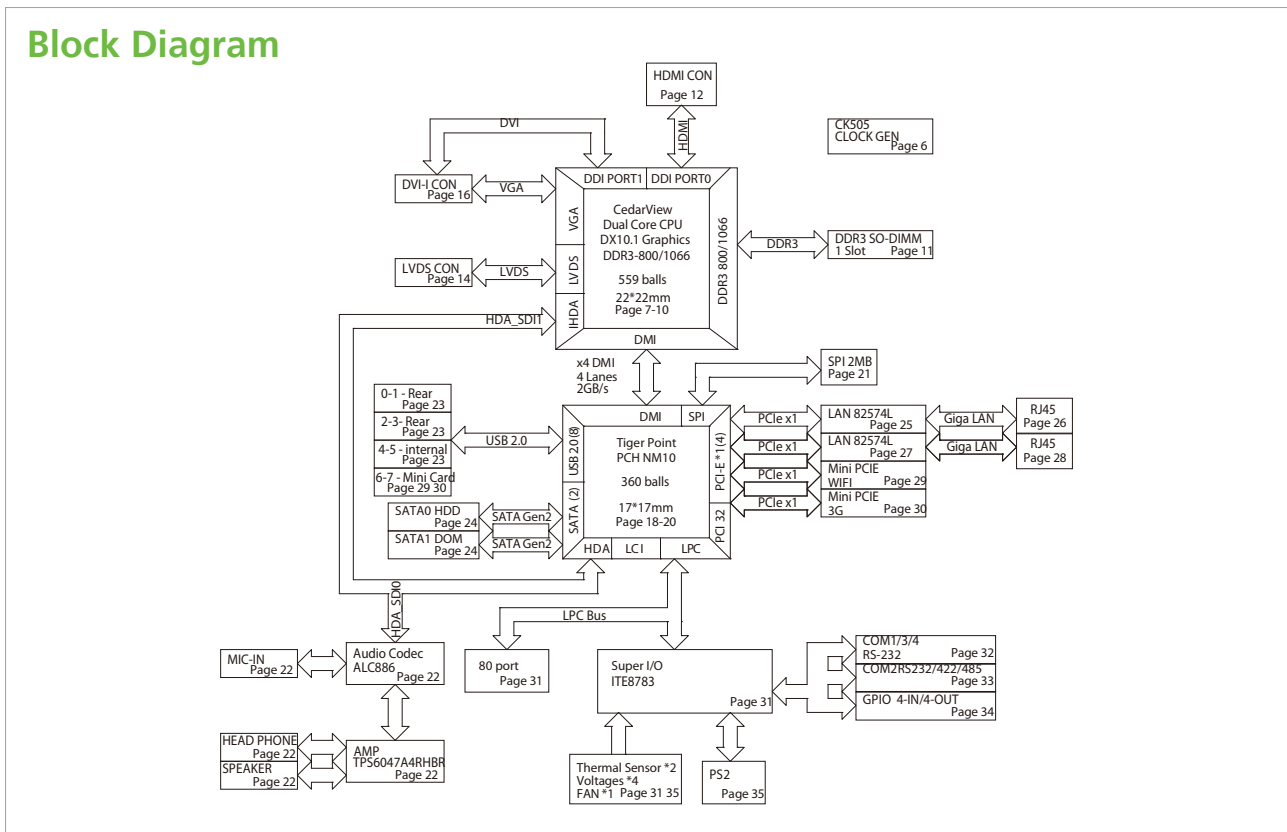 Block Diagram
HDMI CON
Page 12
CK505
CLOCK GEN
Page 6
DVI
HDMI
DDI PORT1
DDI PORT0
DVI-I CON
Page 16
VGA
VGA
CedarView
Dual Core CPU
DX10.1 Graphics
DDR3-800/1066
559 balls
22*22mm
Page 7-10
DDR3 800/1066
DDR3
DDR3 SO-DIMM
1 Slot Page 11
LVDS CON
Page 14
LVDS
LVDS
HDA_SDI1
IHDA
DMI
x4 DMI
4 Lanes
2GB/s
SPI 2MB
Page 21
0-1 - Rear
Page 23
2-3- Rear
Page 23
4-5 - internal
Page 23
6-7 - Mini Card
Page 29 30
USB 2.0
USB 2.0(8)
DMI
SPI
Tiger Point
PCH NM10
360 balls
17*17mm
Page 18-20
PCI-E *1(4)
PCI 32
PCIe x1
LAN 82574L
Page 25
Giga LAN
RJ45
Page 26
PCIe x1
LAN 82574L
Page 27
Giga LAN
RJ45
Page 28
PCIe x1
Mini PCIE
WIFI Page 29
PCIe x1
Mini PCIE
3G Page 30
SATA0 HDD
Page 24
SATA Gen2
SATA (2)
SATA1 DOM
Page 24
SATA Gen2
HDA
LCI
LPC
HDA_SDI0
LPC Bus
MIC-IN
Page 22
Audio Codec
ALC886
Page 22
80 port
Page 31
Super I/O
ITE8783
Page 31
COM1/3/4
RS-232 Page 32
COM2RS232/422/485
Page 33
GPIO 4-IN/4-OUT
Page 34
HEAD PHONE
Page 22
SPEAKER
Page 22
AMP
TPS6047A4RHBR
Page 22
Thermal Sensor *2
Voltages *4
FAN *1 Page 31 35
PS2
Page 35